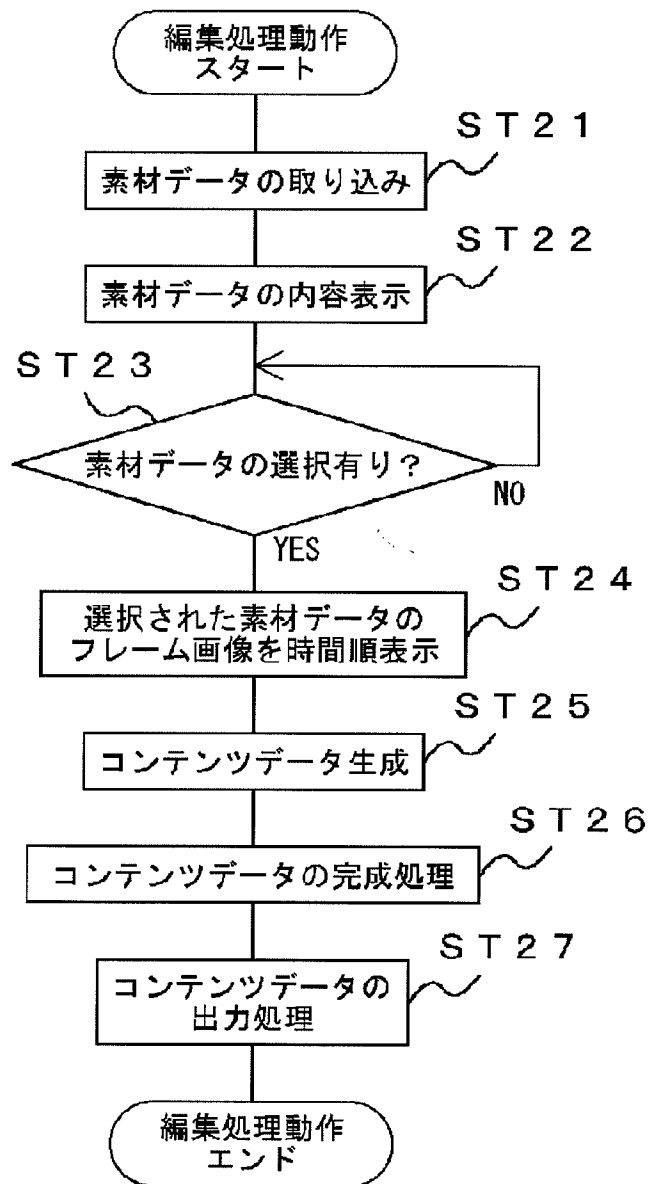 編集処理動作
スタート
ＳＴ２１
素材データの取り込み
ＳＴ２２
素材データの内容表示
ＳＴ２３
素材データの選択有り？
NO
YES
ＳＴ２４
選択された素材データの
フレーム画像を時間順表示
ＳＴ２５
コンテンツデータ生成
ＳＴ２６
コンテンツデータの完成処理
ＳＴ２７
コンテンツデータの
出力処理
編集処理動作
エンド